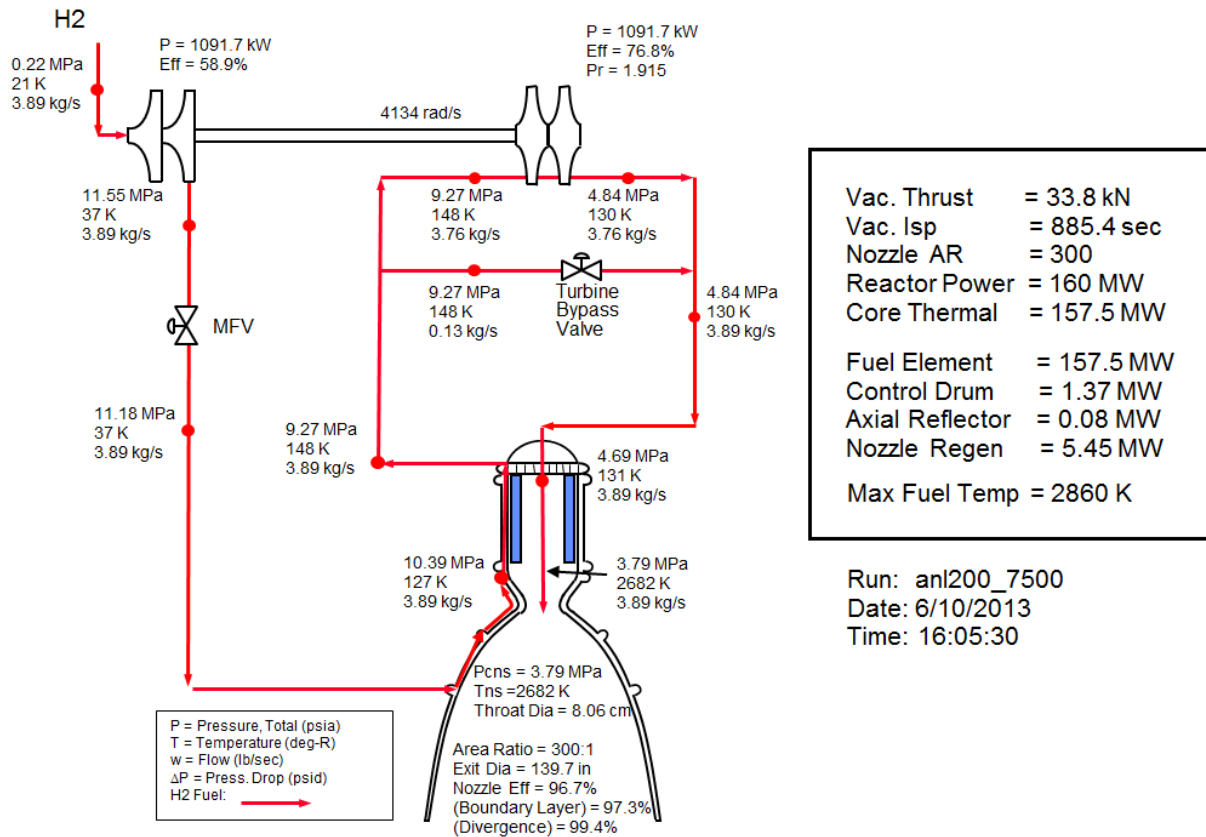 H2
0.22 MPa
21 K
3.89 kg/s
P = 1091.7 kW
Eff = 58.9%
P = 1091.7 kW
Eff = 76.8%
Pr = 1.915
4134 rad/s
11.55 MPa
37 K
3.89 kg/s
9.27 MPa
148 K
3.76 kg/s
4.84 MPa
130 K
3.76 kg/s
9.27 MPa
148 K
0.13 kg/s
Turbine
Bypass
Valve
4.84 MPa
130 K
3.89 kg/s
MFV
11.18 MPa
37 K
3.89 kg/s
9.27 MPa
148 K
3.89 kg/s
4.69 MPa
131 K
3.89 kg/s
10.39 MPa
127 K
3.89 kg/s
3.79 MPa
2682 K
3.89 kg/s
Pcns = 3.79 MPa
Tns =2682 K
Throat Dia = 8.06 cm
Area Ratio = 300:1
Exit Dia = 139.7 in
Nozzle Eff = 96.7%
(Boundary Layer) = 97.3%
(Divergence) = 99.4%
P = Pressure, Total (psia)
T = Temperature (deg-R)
w = Flow (lb/sec)
ΔP = Press. Drop (psid)
H2 Fuel:
Vac. Thrust = 33.8 kN
Vac. Isp = 885.4 sec
Nozzle AR = 300
Reactor Power = 160 MW
Core Thermal = 157.5 MW
Fuel Element = 157.5 MW
Control Drum = 1.37 MW
Axial Reflector = 0.08 MW
Nozzle Regen = 5.45 MW
Max Fuel Temp = 2860 K
Run: anl200_7500
Date: 6/10/2013
Time: 16:05:30